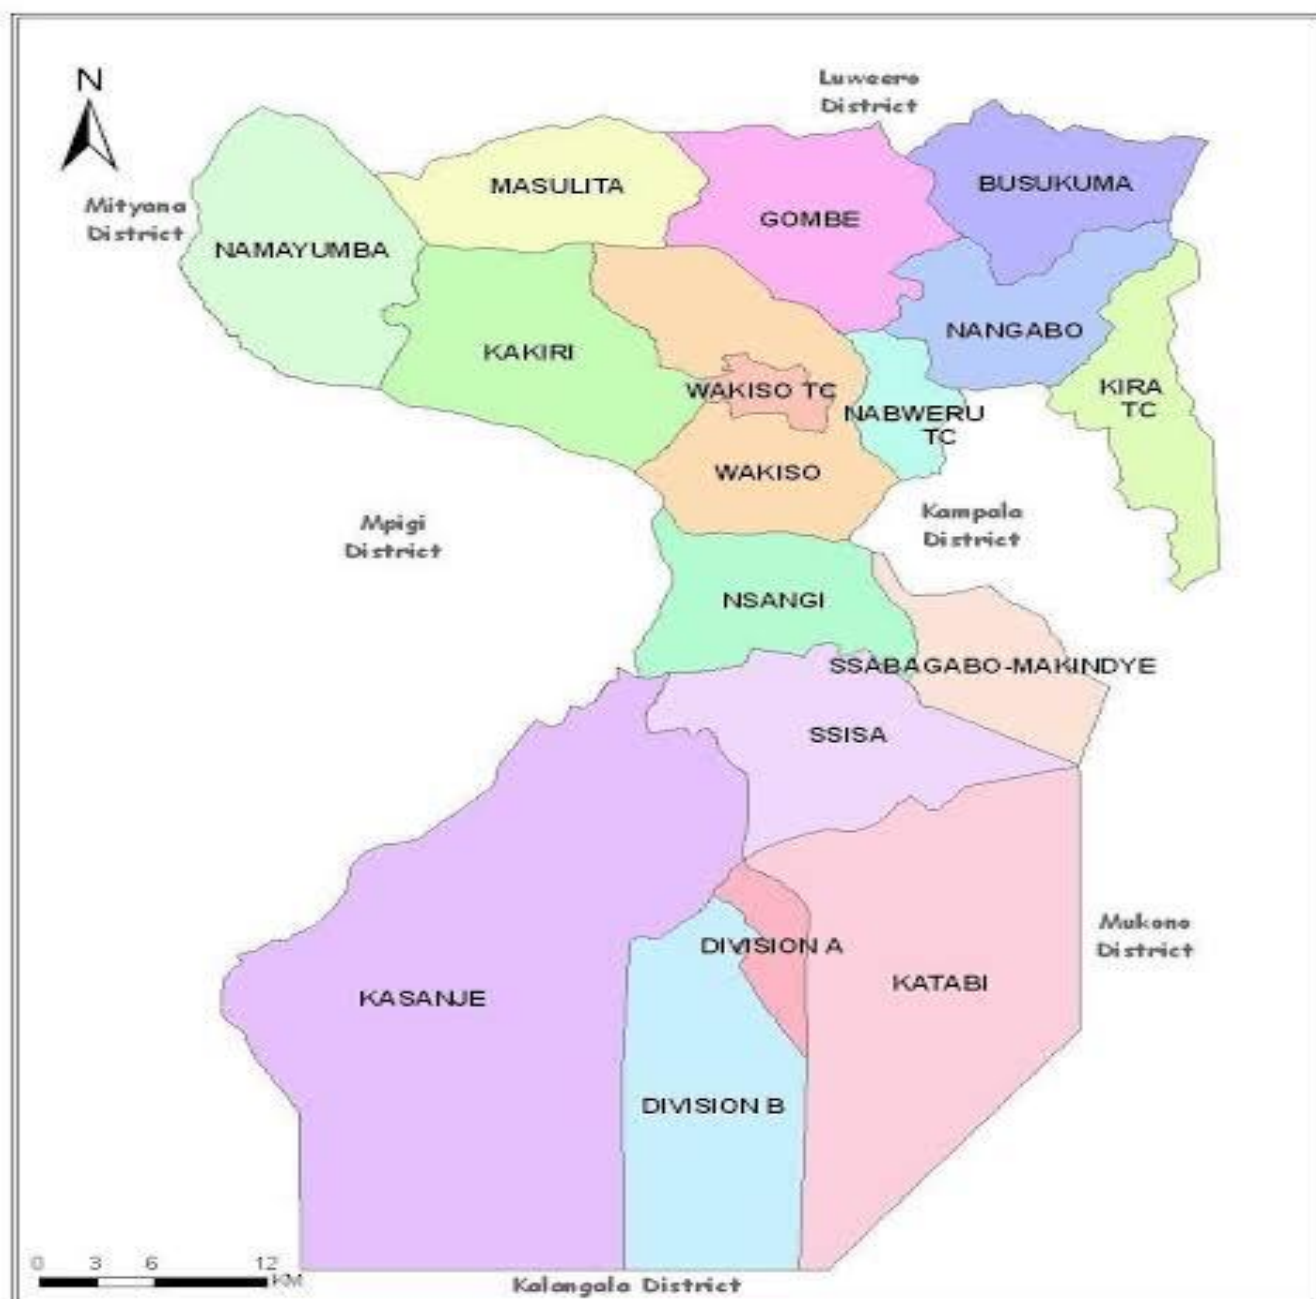 N
Luweero
District
Mityana
District
MASULITA
BUSUKUMA
GOMBE
NAMAYUMBA
NANGABO
KAKIRI
WAKISO TC
KIRA
TC
NABWERU
TC
WAKISO
Mpigi
District
Kampala
District
NSANGI
SSABAGABO-MAKINDYE
SSISA
Mukono
District
DIVISION A
KATABI
KASANJE
DIVISION B
0 3 6 12
KM
Kalangala District